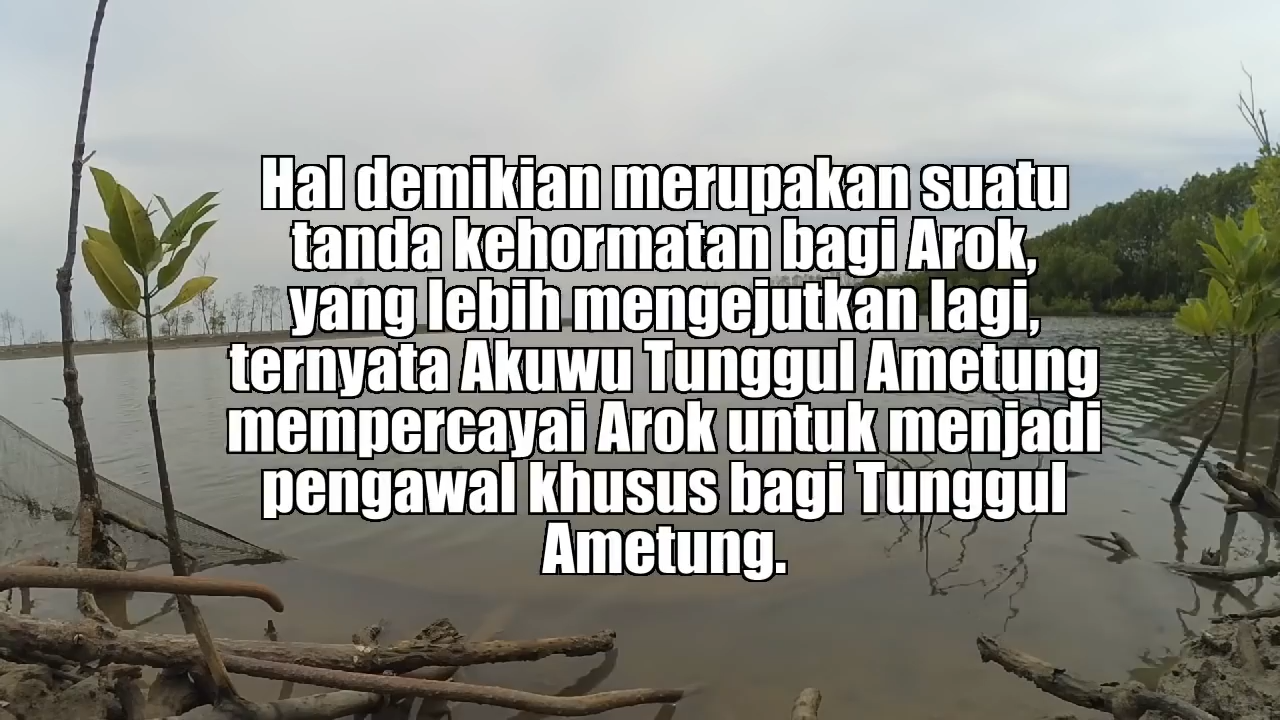 Hal demikian merupakan suatu
tanda kehormatan bagi Arok,
yang lebih mengejutkan lagi,
ternyata Akuwu Tunggul Ametung
mempercayai Arok untuk menjadi
pengawal khusus bagi Tunggul
Ametung.